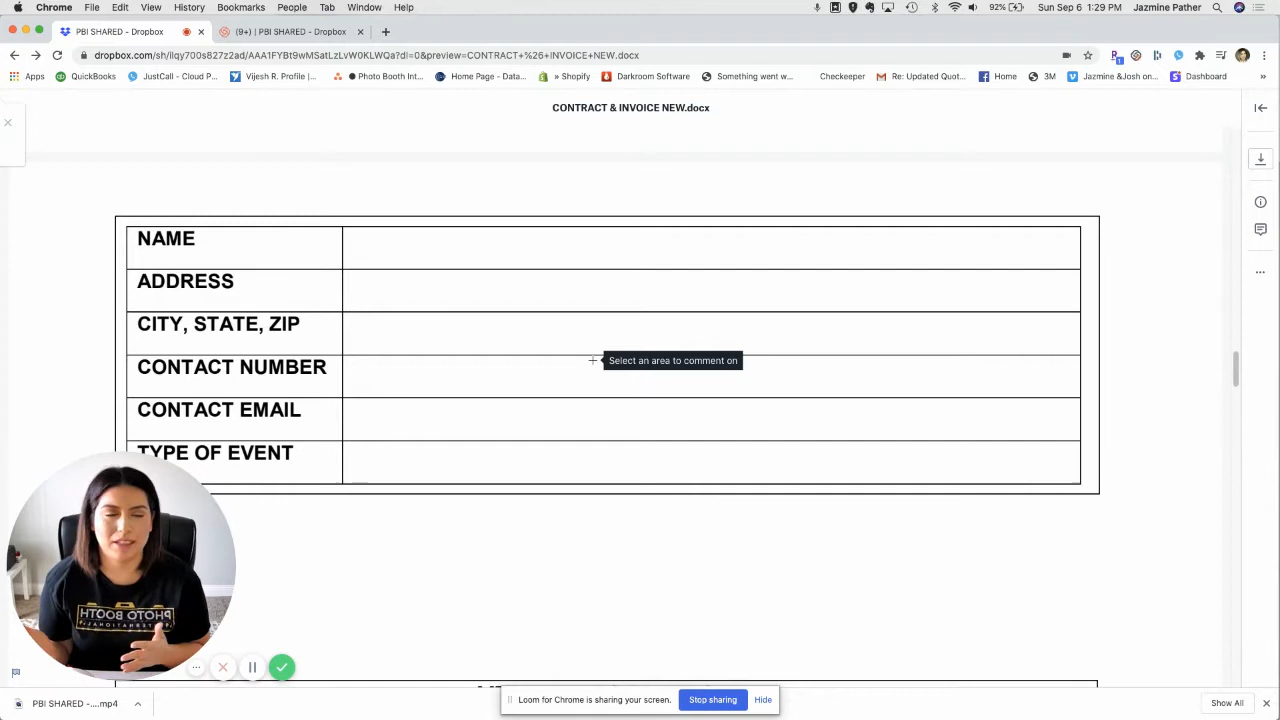 Chrome File Edit View History Bookmarks People Tab Window Help 92% Sun Sep 6 1:29 PM Jazmine Pather
PBI SHARED - Dropbox (9+) | PBI SHARED - Dropbox
dropbox.com/sh/ilqy700s827z2ad/AAA1FYBt9wMSatLzLvW0KLWQa?dl=0&preview=CONTRACT+%26+INVOICE+NEW.docx
Apps QuickBooks JustCall - Cloud P... Vijesh R. Profile |... Photo Booth Int... Home Page - Data... » Shopify Darkroom Software Something went w... Checkeeper Re: Updated Quot... Home 3M Jazmine &Josh on... Dashboard
CONTRACT & INVOICE NEW.docx
NAME
ADDRESS
CITY, STATE, ZIP
CONTACT NUMBER
Select an area to comment on
CONTACT EMAIL
TYPE OF EVENT
PHOTO BOOTH
INTERNATIONAL
Loom for Chrome is sharing your screen. Stop sharing Hide
PBI SHARED -....mp4 Show All